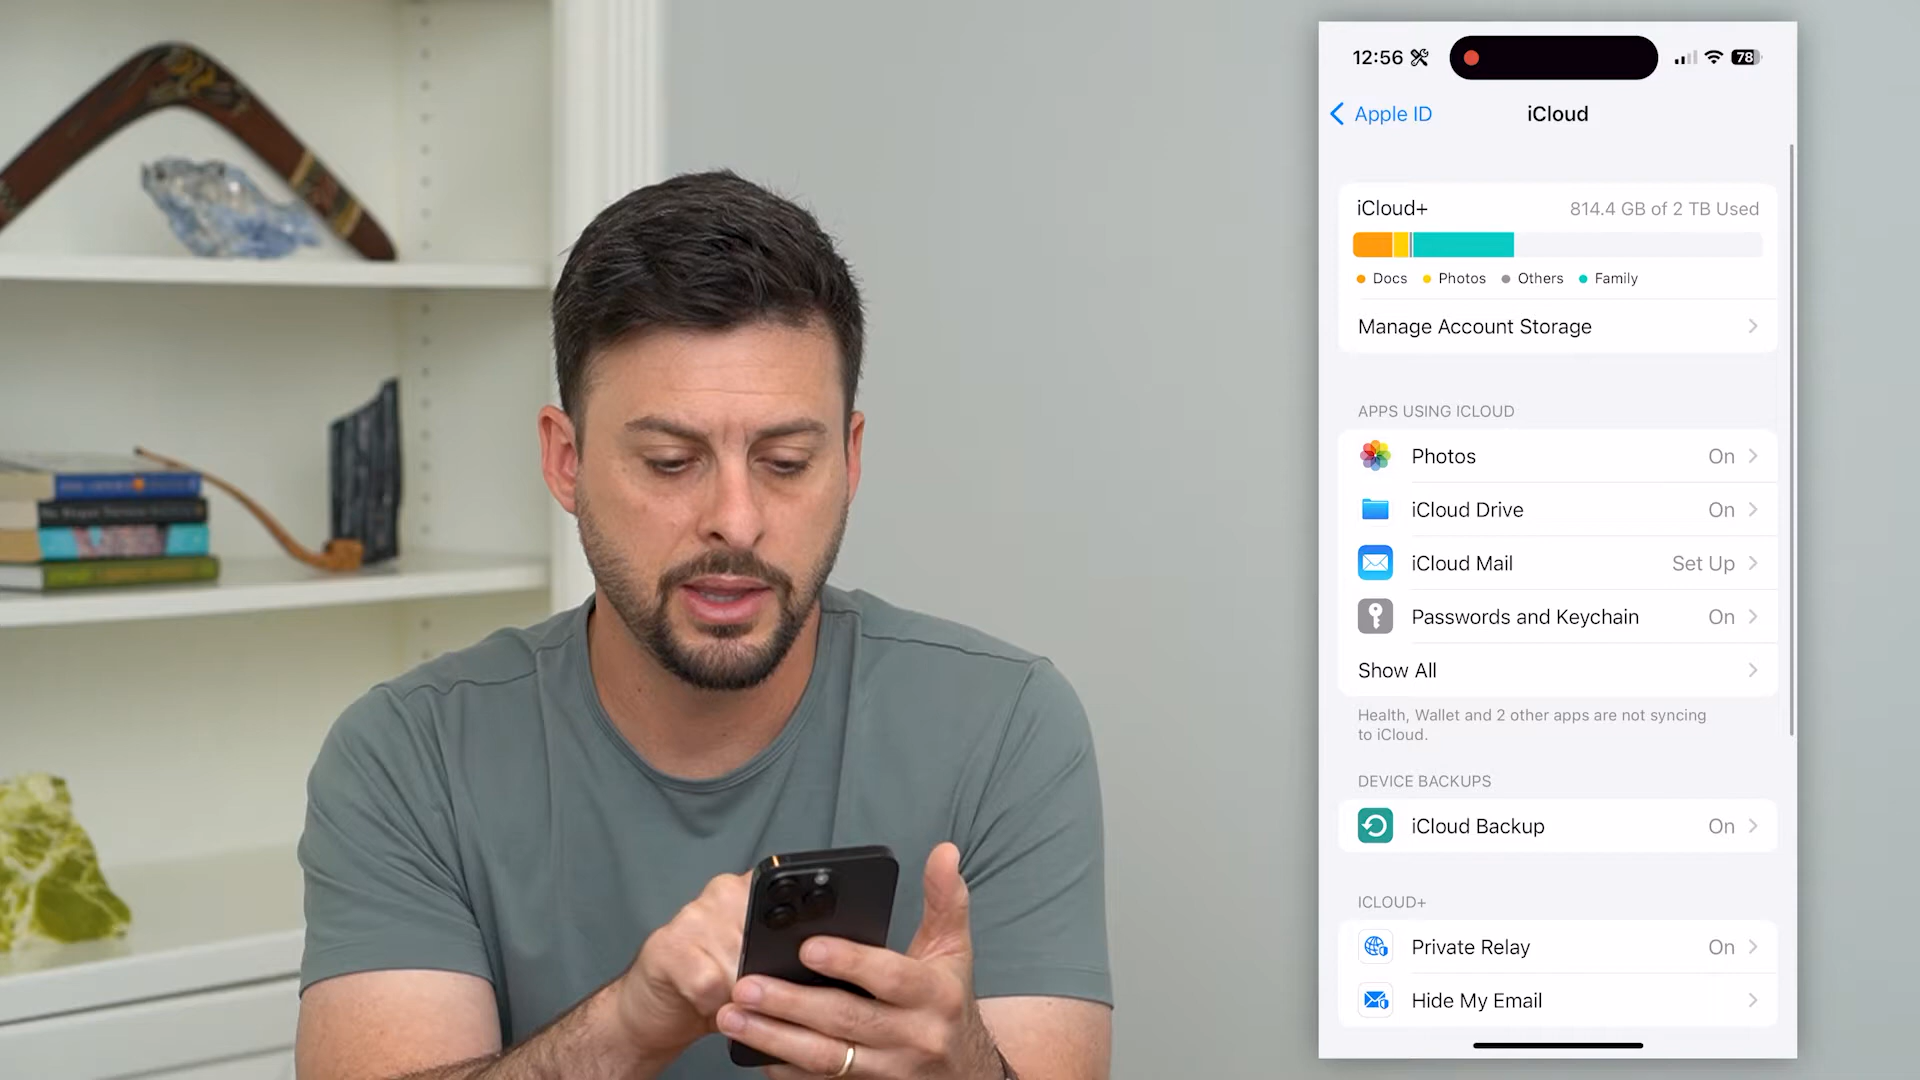 12:56
78
Apple ID
iCloud
iCloud+
814.4 GB of 2 TB Used
Docs
Photos
Others
Family
Manage Account Storage
APPS USING ICLOUD
Photos
On
iCloud Drive
On
iCloud Mail
Set Up
Passwords and Keychain
On
Show All
Health, Wallet and 2 other apps are not syncing
to iCloud.
DEVICE BACKUPS
iCloud Backup
On
ICLOUD+
Private Relay
On
Hide My Email